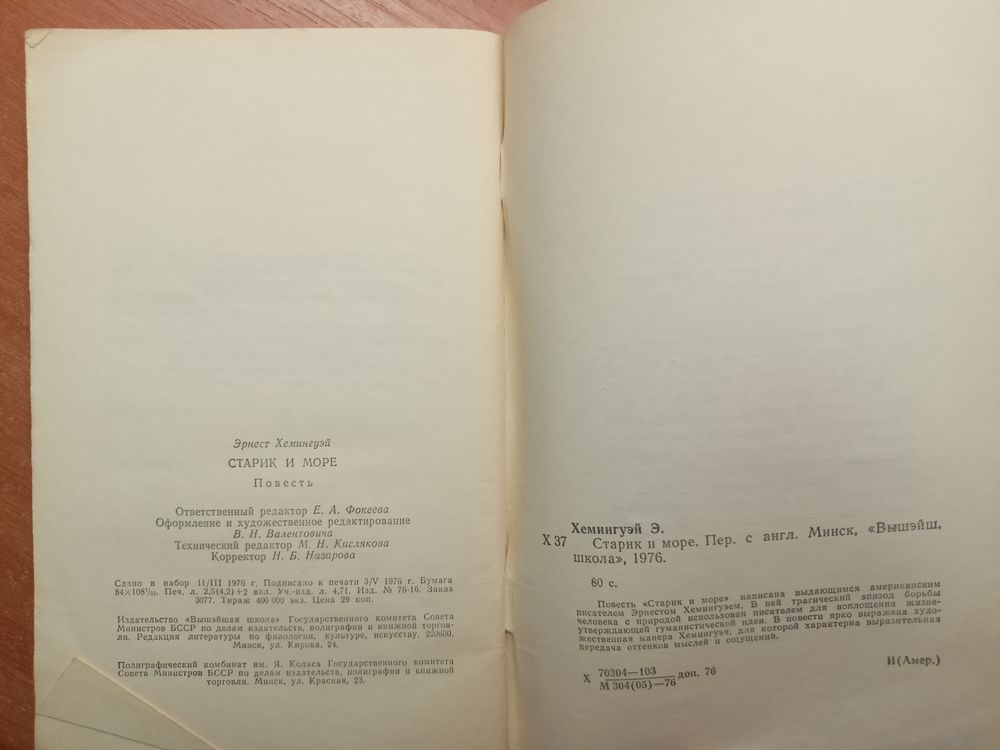 Эрнест Хемингуэй
СТАРИК И МОРЕ
Повесть
Ответственный редактор Е. А. Фокеева
Оформление и художественное редактирование
В. Н. Валентовича
Технический редактор М. Н. Кислякова
Корректор Н. Б. Назарова
Сдано в набор 11/III 1976 г. Подписано к печати 3/V 1976 г. Бумага
84×108¹/₃₂. Печ. л. 2,5(4,2)+2 вкл. Уч.-изд. л. 4,71. Изд. № 76-16. Заказ
3077. Тираж 400 000 экз. Цена 29 коп.
Издательство «Вышэйшая школа» Государственного комитета Совета
Министров БССР по делам издательств, полиграфии и книжной торгов-
ли. Редакция литературы по филологии, культуре, искусству. 220600,
Минск, ул. Кирова, 24.
Полиграфический комбинат им. Я. Коласа Государственного комитета
Совета Министров БССР по делам издательств, полиграфии и книжной
торговли. Минск, ул. Красная, 23.
Хемингуэй Э.
Х 37 Старик и море. Пер. с англ. Минск, «Вышэйш.
школа», 1976.
80 с.
Повесть «Старик и море» написана выдающимся американским
писателем Эрнестом Хемингуэем. В ней трагический эпизод борьбы
человека с природой использован писателем для воплощения жизне-
утверждающей гуманистической идеи. В повести ярко выражена худо-
жественная манера Хемингуэя, для которой характерна выразительная
передача оттенков мыслей и ощущений.
И(Амер.)
70304—103
Х доп. 76
М 304(05)—76